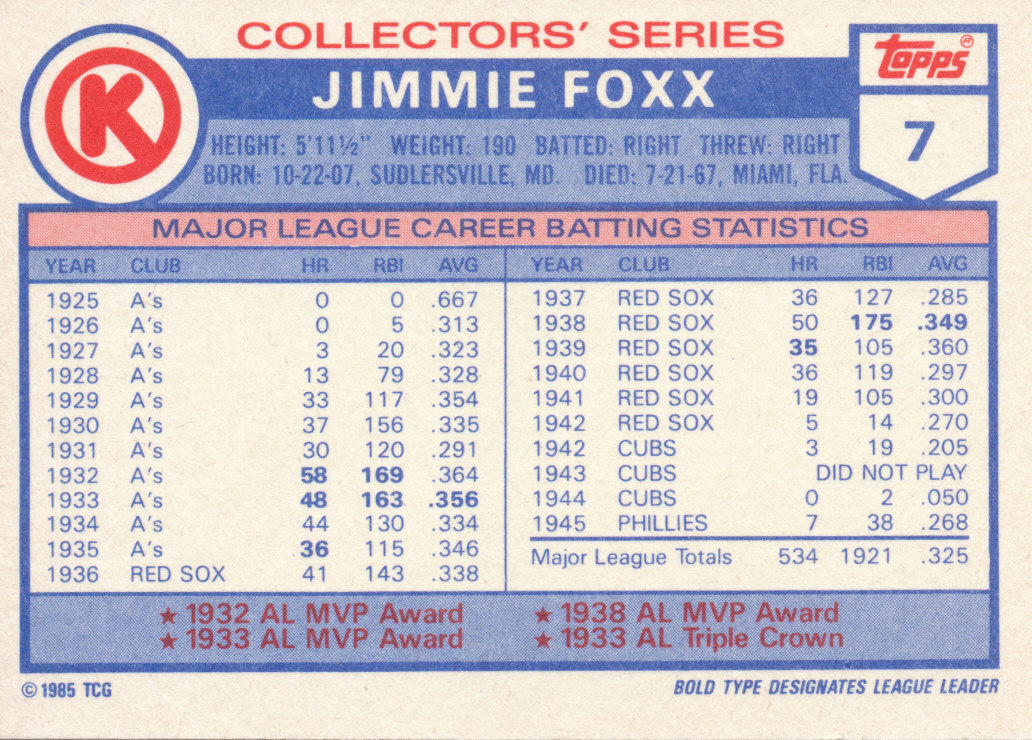 COLLECTORS' SERIES
K
JIMMIE FOXX
Topps®
7
HEIGHT: 5'11½" WEIGHT: 190 BATTED: RIGHT THREW: RIGHT
BORN: 10-22-07, SUDLERSVILLE, MD. DIED: 7-21-67, MIAMI, FLA.
MAJOR LEAGUE CAREER BATTING STATISTICS
YEAR CLUB HR RBI AVG
1925 A's 0 0 .667
1926 A's 0 5 .313
1927 A's 3 20 .323
1928 A's 13 79 .328
1929 A's 33 117 .354
1930 A's 37 156 .335
1931 A's 30 120 .291
1932 A's 58 169 .364
1933 A's 48 163 .356
1934 A's 44 130 .334
1935 A's 36 115 .346
1936 RED SOX 41 143 .338
YEAR CLUB HR RBI AVG
1937 RED SOX 36 127 .285
1938 RED SOX 50 175 .349
1939 RED SOX 35 105 .360
1940 RED SOX 36 119 .297
1941 RED SOX 19 105 .300
1942 RED SOX 5 14 .270
1942 CUBS 3 19 .205
1943 CUBS DID NOT PLAY
1944 CUBS 0 2 .050
1945 PHILLIES 7 38 .268
Major League Totals 534 1921 .325
★ 1932 AL MVP Award ★ 1938 AL MVP Award
★ 1933 AL MVP Award ★ 1933 AL Triple Crown
© 1985 TCG
BOLD TYPE DESIGNATES LEAGUE LEADER